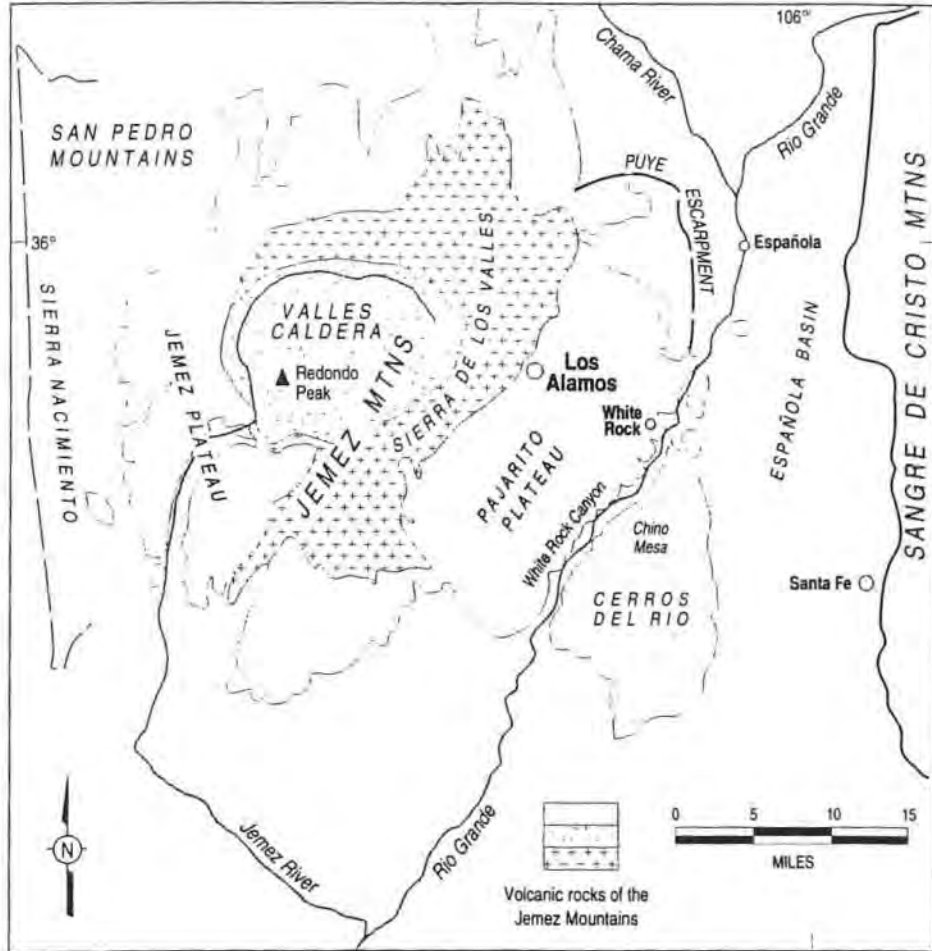 106°
Chama River
Rio Grande
SAN PEDRO
MOUNTAINS
PUYE
ESCARPMENT
36°
Española
SIERRA NACIMIENTO
JEMEZ PLATEAU
VALLES
CALDERA
Redondo
Peak
JEMEZ MTNS
SIERRA DE LOS VALLES
Los
Alamos
White
Rock
PAJARITO
PLATEAU
White Rock Canyon
Chino
Mesa
CERROS
DEL RIO
ESPAÑOLA BASIN
SANGRE DE CRISTO MTNS
Santa Fe
Jemez River
Rio Grande
N
Volcanic rocks of the
Jemez Mountains
0 5 10 15
MILES